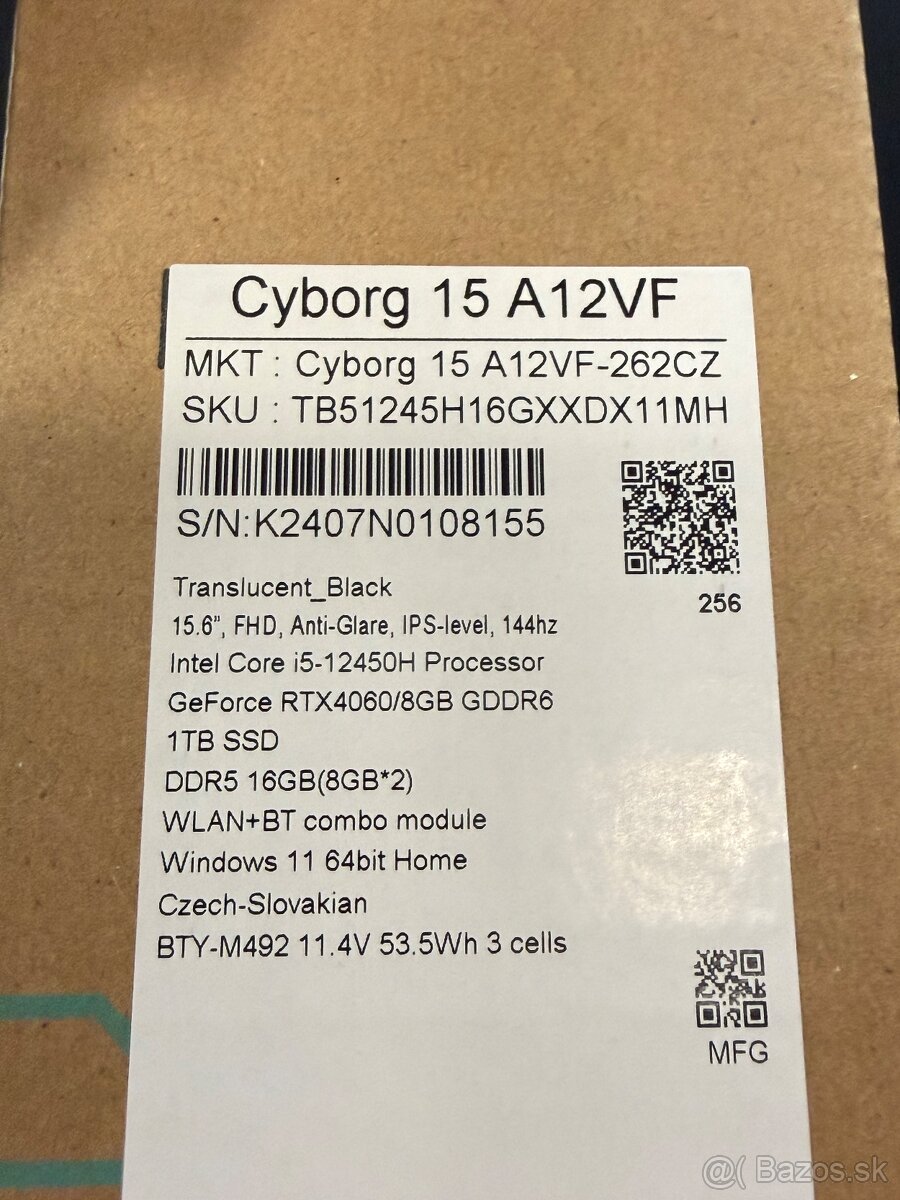 Cyborg 15 A12VF
MKT : Cyborg 15 A12VF-262CZ
SKU : TB51245H16GXXDX11MH
S/N:K2407N0108155
256
Translucent_Black
15.6”, FHD, Anti-Glare, IPS-level, 144hz
Intel Core i5-12450H Processor
GeForce RTX4060/8GB GDDR6
1TB SSD
DDR5 16GB(8GB*2)
WLAN+BT combo module
Windows 11 64bit Home
Czech-Slovakian
BTY-M492 11.4V 53.5Wh 3 cells
MFG
@( Bazos.sk